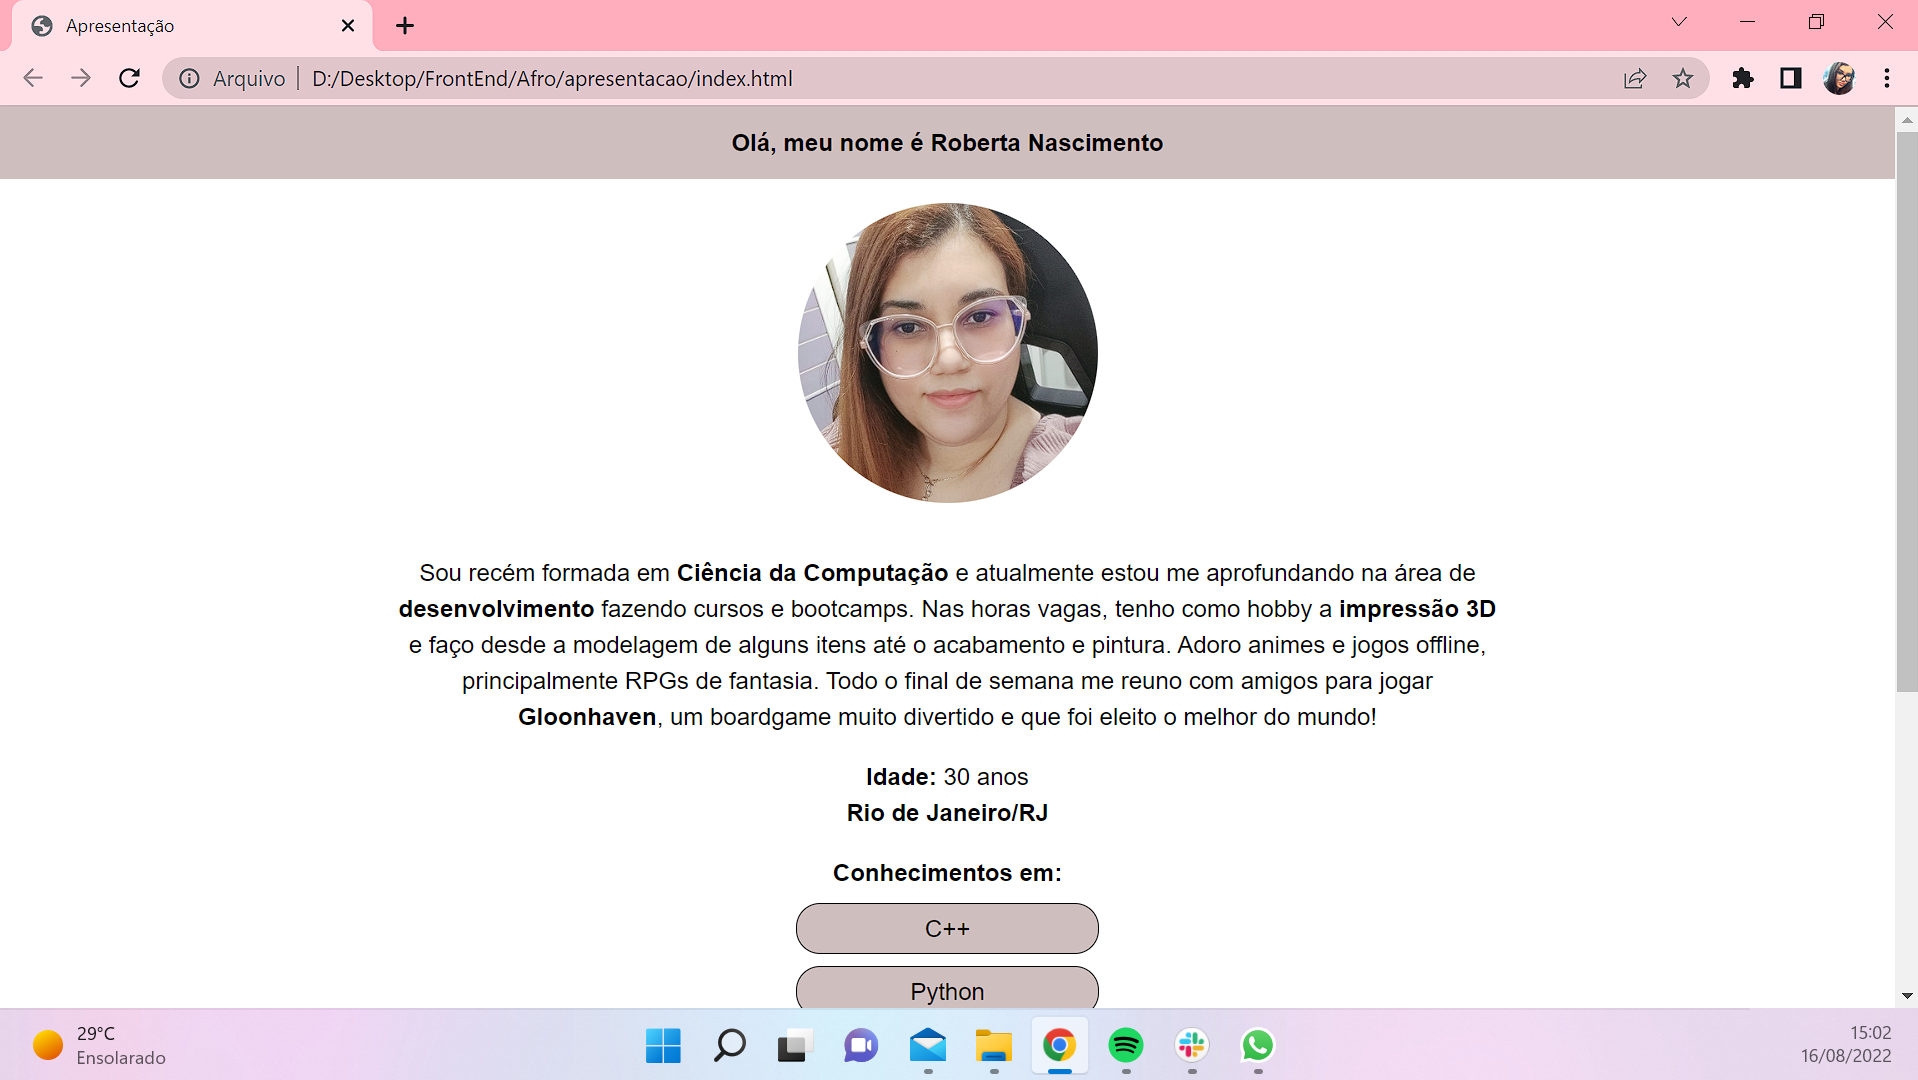 Apresentação
Arquivo
D:/Desktop/FrontEnd/Afro/apresentacao/index.html
Olá, meu nome é Roberta Nascimento
Sou recém formada em Ciência da Computação e atualmente estou me aprofundando na área de
desenvolvimento fazendo cursos e bootcamps. Nas horas vagas, tenho como hobby a impressão 3D
e faço desde a modelagem de alguns itens até o acabamento e pintura. Adoro animes e jogos offline,
principalmente RPGs de fantasia. Todo o final de semana me reuno com amigos para jogar
Gloonhaven, um boardgame muito divertido e que foi eleito o melhor do mundo!
Idade: 30 anos
Rio de Janeiro/RJ
Conhecimentos em:
C++
Python
29°C
Ensolarado
15:02
16/08/2022